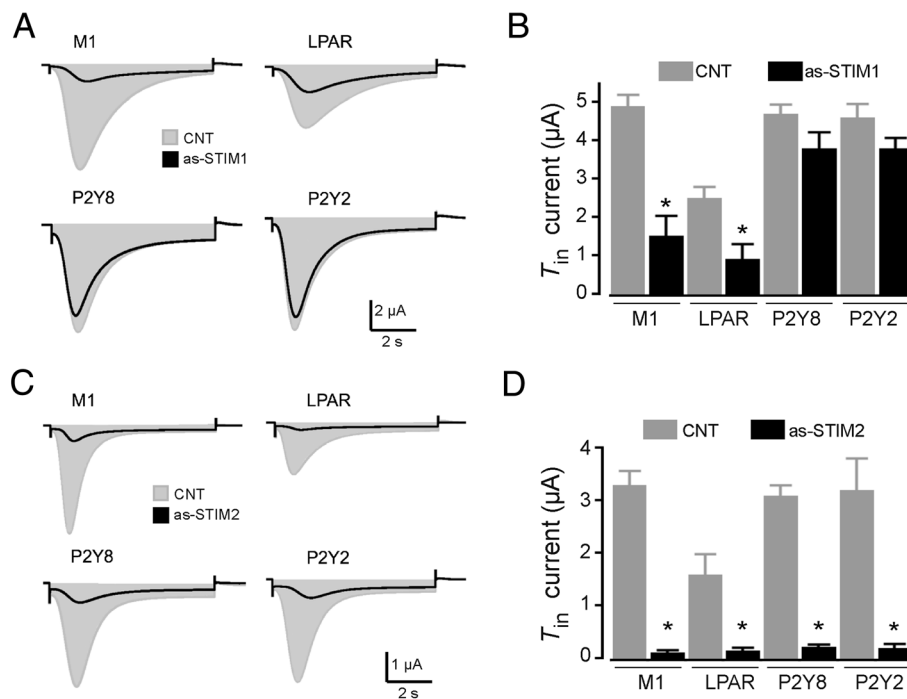 A
M1
LPAR
CNT
as-STIM1
P2Y8
P2Y2
2 µA
2 s
B
CNT
as-STIM1
Tin current (µA)
5
4
3
2
1
0
*
*
M1
LPAR
P2Y8
P2Y2
C
M1
LPAR
CNT
as-STIM2
P2Y8
P2Y2
1 µA
2 s
D
CNT
as-STIM2
Tin current (µA)
4
3
2
1
0
*
*
*
*
M1
LPAR
P2Y8
P2Y2